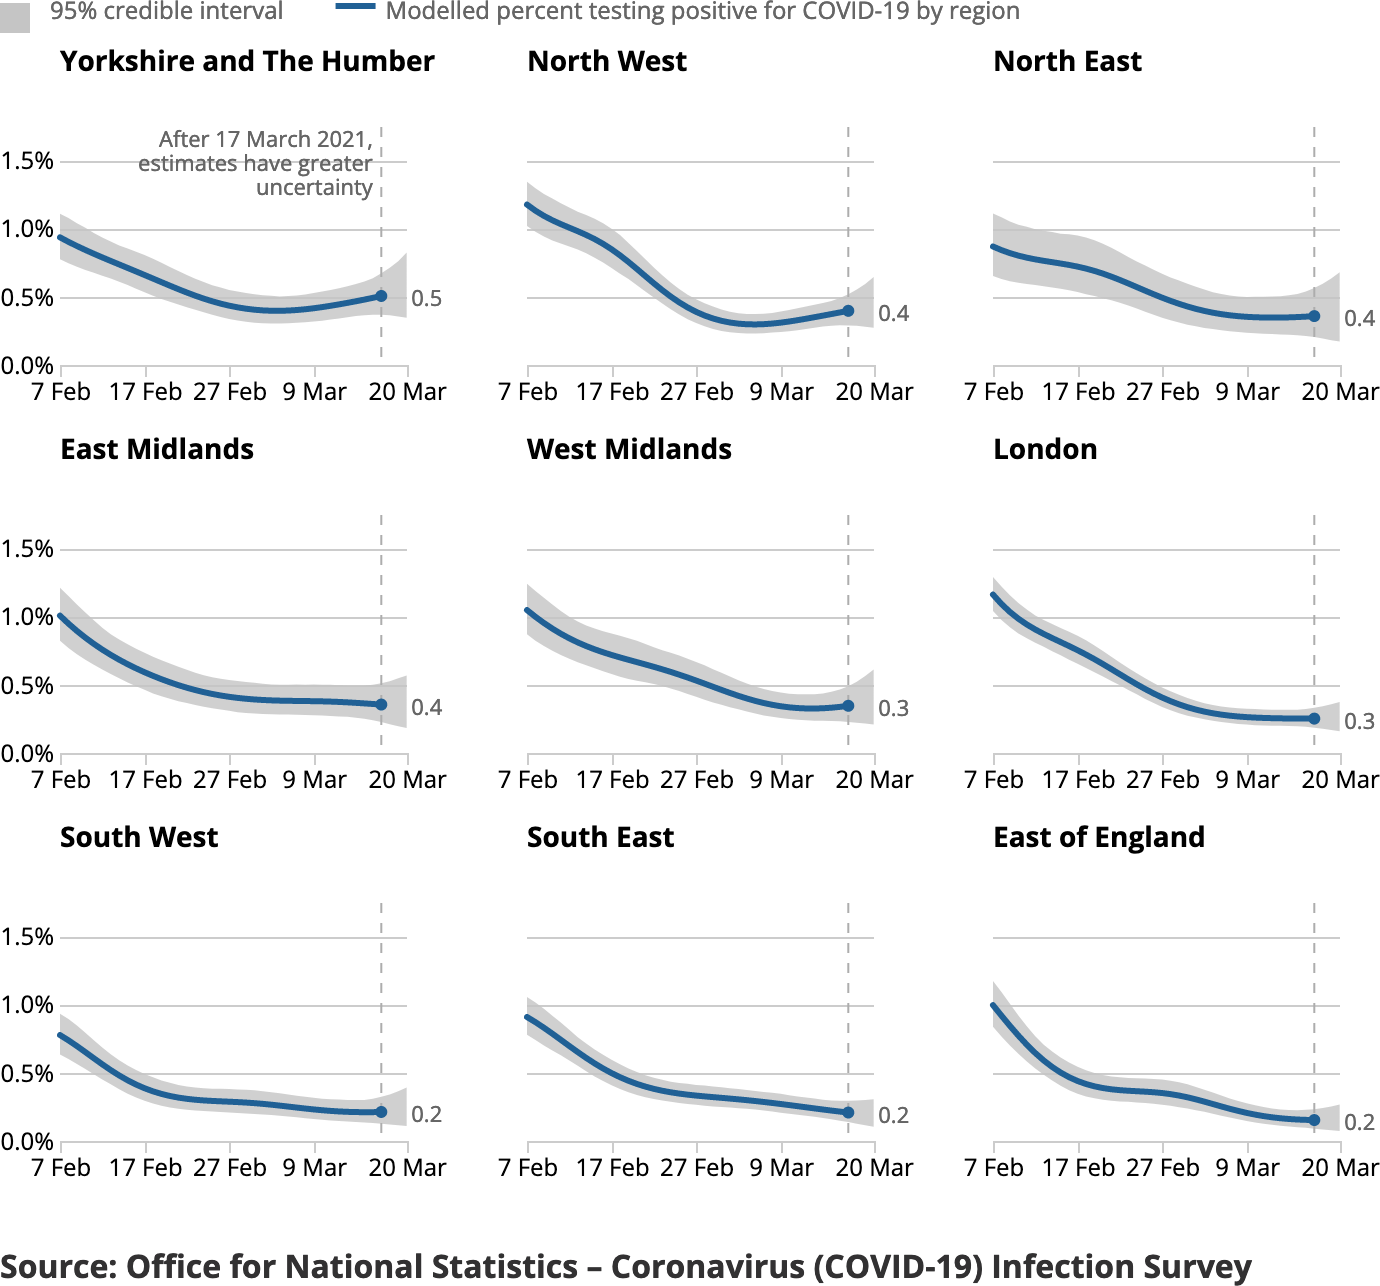 95% credible interval Modelled percent testing positive for COVID-19 by region
Yorkshire and The Humber North West North East
After 17 March 2021,
estimates have greater
uncertainty
1.5%
1.0%
0.5%
0.0%
0.5
0.4
0.4
7 Feb 17 Feb 27 Feb 9 Mar 20 Mar 7 Feb 17 Feb 27 Feb 9 Mar 20 Mar 7 Feb 17 Feb 27 Feb 9 Mar 20 Mar
East Midlands West Midlands London
1.5%
1.0%
0.5%
0.0%
0.4
0.3
0.3
7 Feb 17 Feb 27 Feb 9 Mar 20 Mar 7 Feb 17 Feb 27 Feb 9 Mar 20 Mar 7 Feb 17 Feb 27 Feb 9 Mar 20 Mar
South West South East East of England
1.5%
1.0%
0.5%
0.0%
0.2
0.2
0.2
7 Feb 17 Feb 27 Feb 9 Mar 20 Mar 7 Feb 17 Feb 27 Feb 9 Mar 20 Mar 7 Feb 17 Feb 27 Feb 9 Mar 20 Mar
Source: Office for National Statistics – Coronavirus (COVID-19) Infection Survey